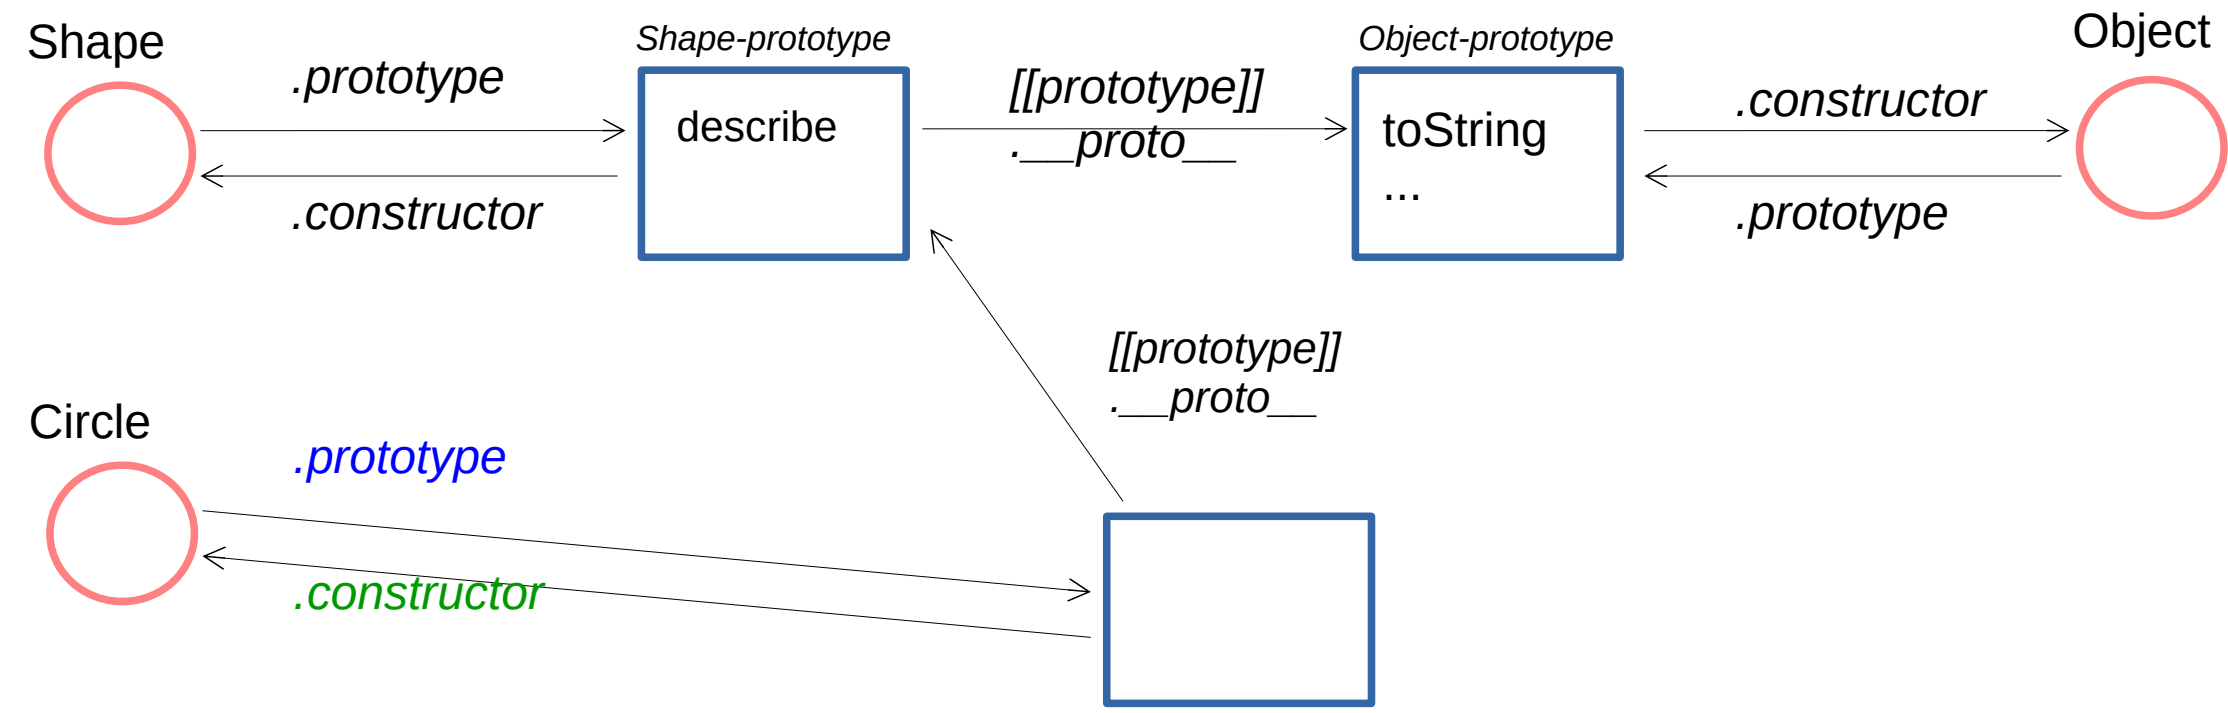 Shape
Shape-prototype
Object-prototype
Object
.prototype
[[prototype]]
.__proto__
.constructor
describe
toString
...
.constructor
.prototype
[[prototype]]
.__proto__
Circle
.prototype
.constructor